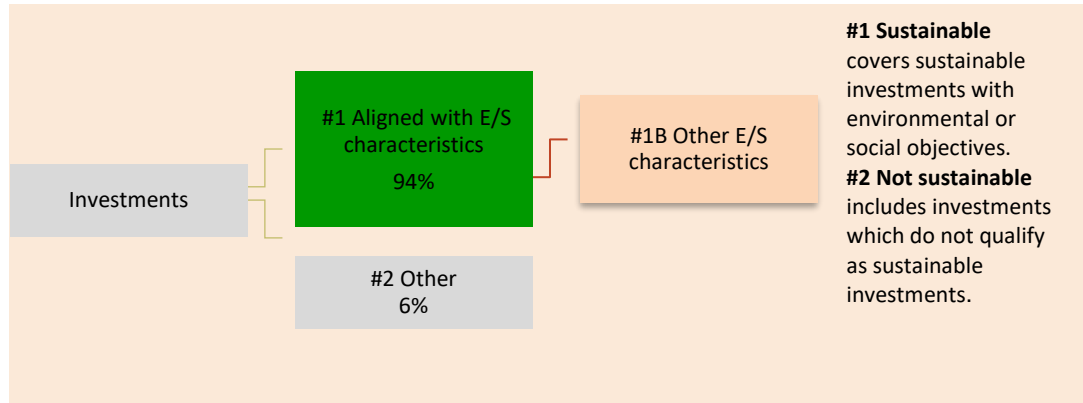 Investments
#1 Aligned with E/S
characteristics
94%
#2 Other
6%
#1B Other E/S
characteristics
#1 Sustainable
covers sustainable
investments with
environmental or
social objectives.
#2 Not sustainable
includes investments
which do not qualify
as sustainable
investments.